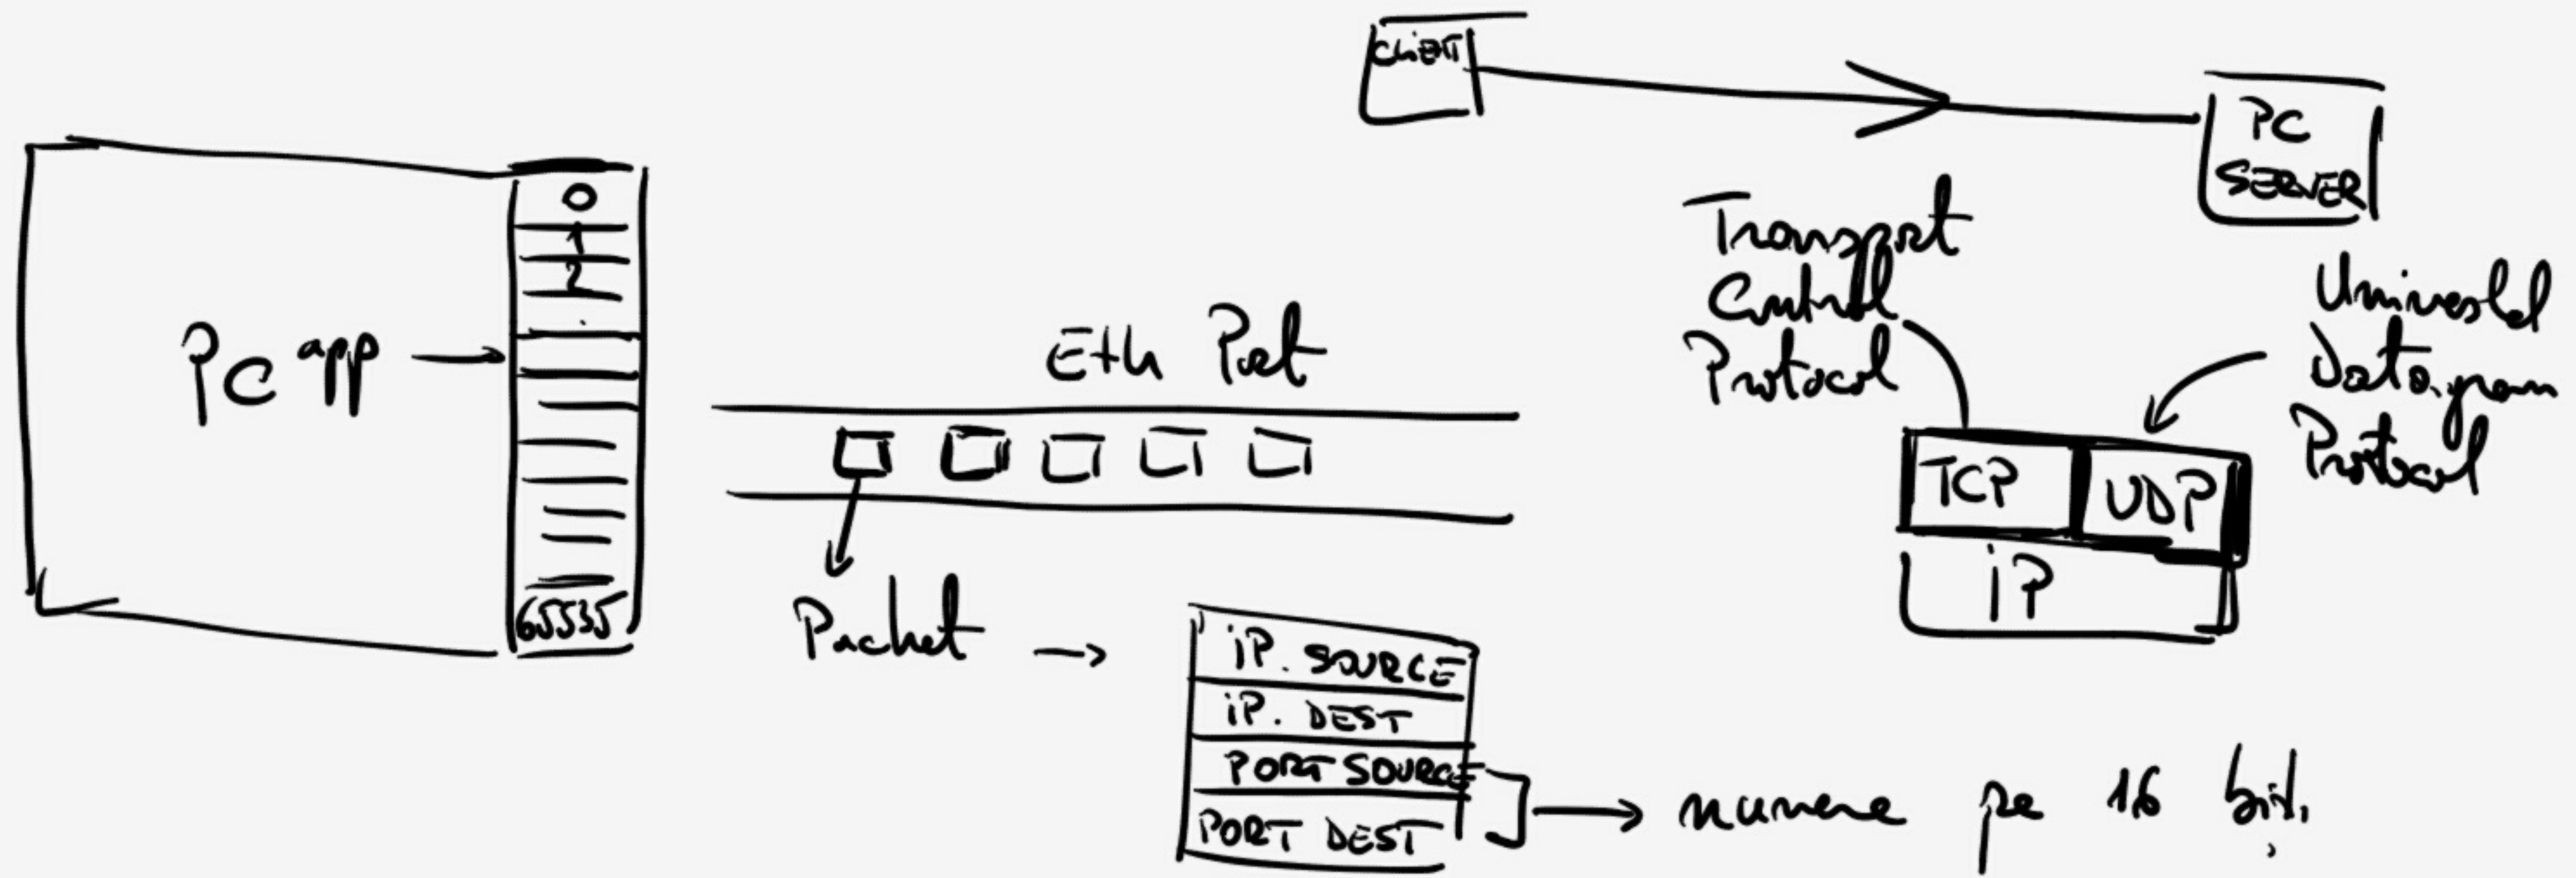 CLIENT
PC
SERVER
0
1
2
PC app
65535
Eth Port
Packet
Transport
Controll
Protocol
Universal
Datagram
Protocol
TCP
UDP
iP
iP. SOURCE
iP. DEST
PORT SOURCE
PORT DEST
numere pe 16 biți